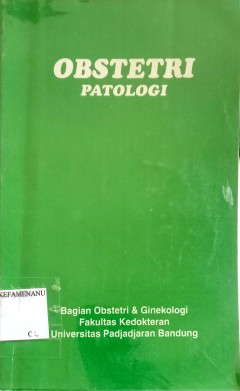 OBSTETRI
PATOLOGI
KEFAMENANU
Bagian Obstetri & Ginekologi
Fakultas Kedokteran
Universitas Padjadjaran Bandung